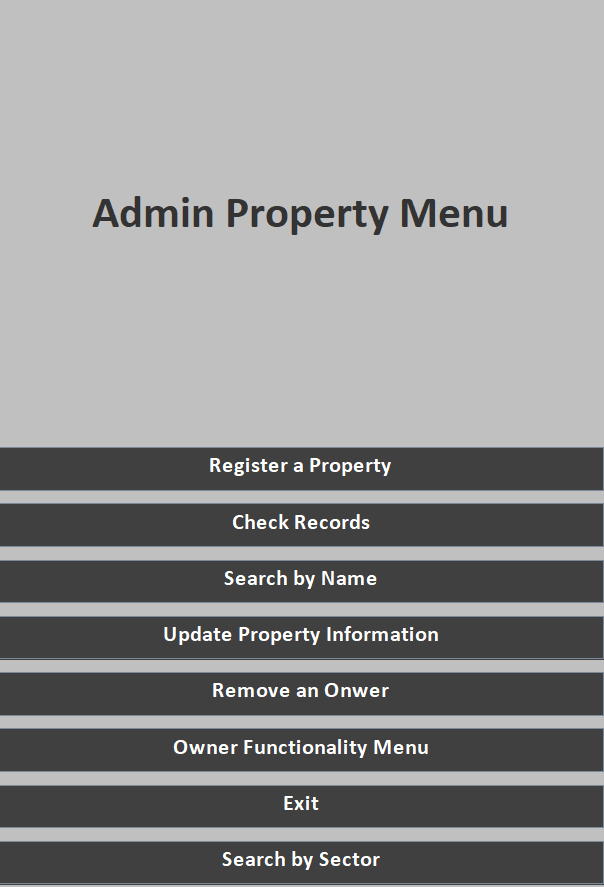 Admin Property Menu
Register a Property
Check Records
Search by Name
Update Property Information
Remove an Onwer
Owner Functionality Menu
Exit
Search by Sector